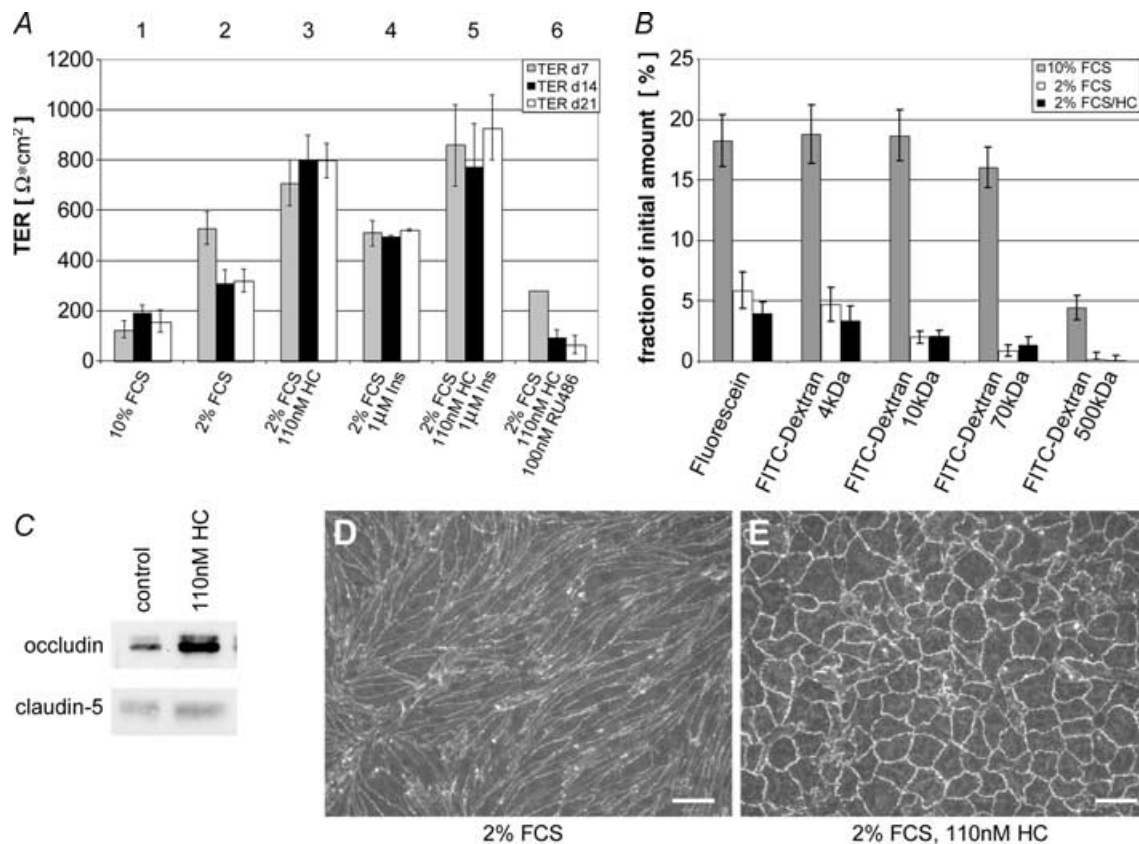 A
1 2 3 4 5 6
TER [ Ω*cm² ]
1200
1000
800
600
400
200
0
TER d7
TER d14
TER d21
10% FCS
2% FCS
2% FCS
110nM HC
2% FCS
1µM Ins
2% FCS
110nM HC
1µM Ins
2% FCS
110nM HC
100nM RU486
B
fraction of initial amount [ % ]
25
20
15
10
5
0
10% FCS
2% FCS
2% FCS/HC
Fluorescein
FITC-Dextran
4kDa
FITC-Dextran
10kDa
FITC-Dextran
70kDa
FITC-Dextran
500kDa
C
control
110nM HC
occludin
claudin-5
D
2% FCS
E
2% FCS, 110nM HC